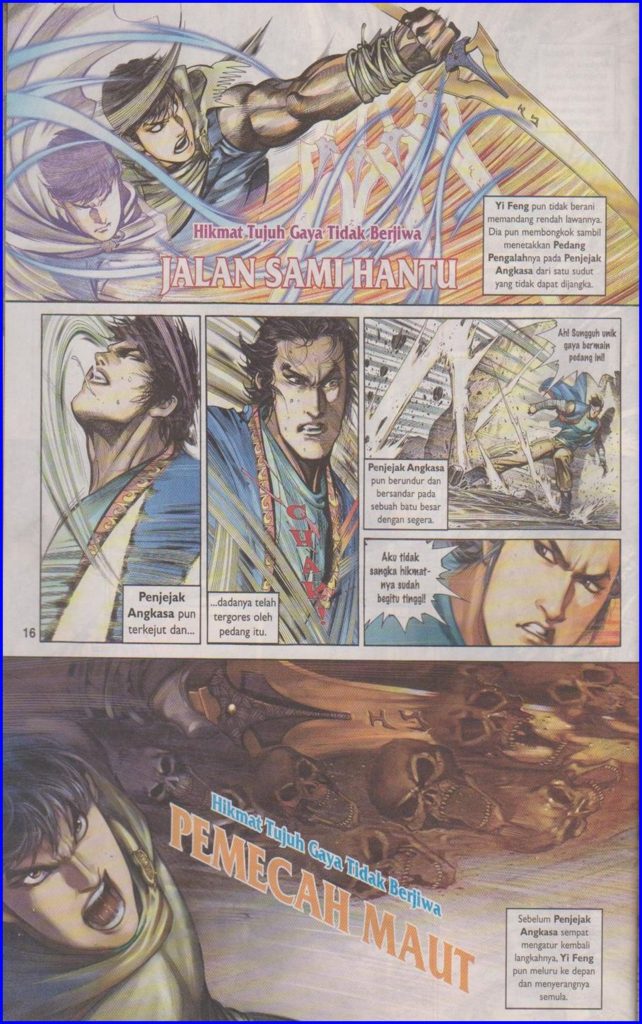 Hikmat Tujuh Gaya Tidak Berjiwa
JALAN SAMI HANTU
Yi Feng pun tidak berani
memandang rendah lawannya.
Dia pun membongkok sambil
menetakkan Pedang
Pengalahnya pada Penjejak
Angkasa dari satu sudut
yang tidak dapat dijangka.
Penjejak
Angkasa pun
terkejut dan...
...dadanya telah
tergores oleh
pedang itu.
CHAK!
Ah! Sungguh unik
gaya bermain
pedang ini!
Penjejak Angkasa
pun berundur dan
bersandar pada
sebuah batu besar
dengan segera.
Aku tidak
sangka hikmat-
nya sudah
begitu tinggi!
16
Hikmat Tujuh Gaya Tidak Berjiwa
PEMECAH MAUT
Sebelum Penjejak
Angkasa sempat
mengatur kembali
langkahnya, Yi Feng
pun meluru ke depan
dan menyerangnya
semula.